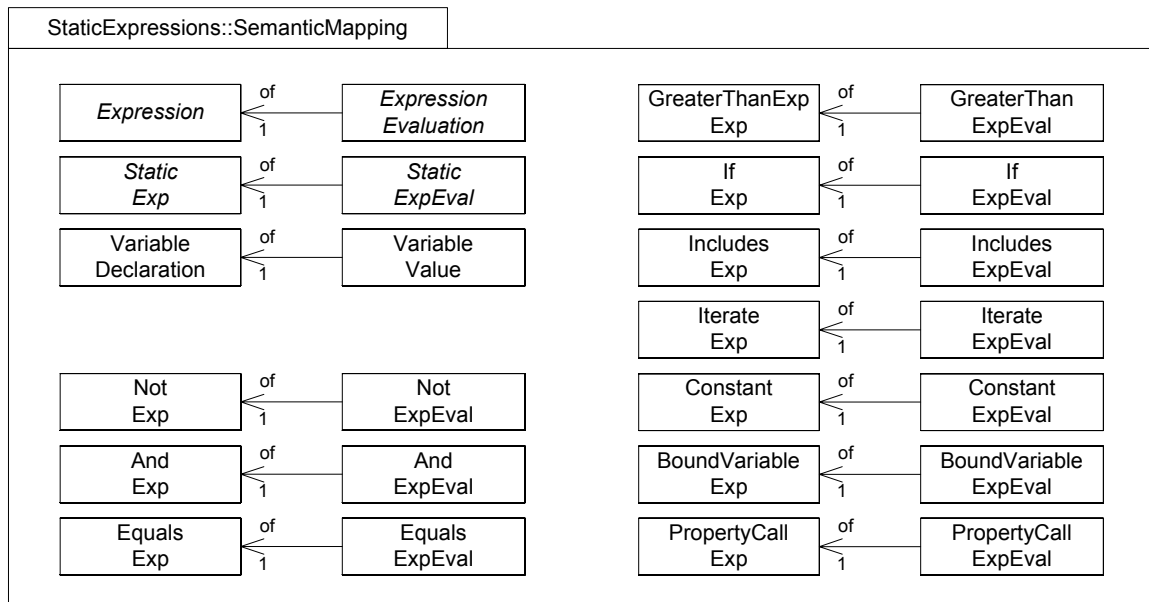 StaticExpressions::SemanticMapping
Expression
of
1
Expression
Evaluation
Static
Exp
of
1
Static
ExpEval
Variable
Declaration
of
1
Variable
Value
Not
Exp
of
1
Not
ExpEval
And
Exp
of
1
And
ExpEval
Equals
Exp
of
1
Equals
ExpEval
GreaterThanExp
Exp
of
1
GreaterThan
ExpEval
If
Exp
of
1
If
ExpEval
Includes
Exp
of
1
Includes
ExpEval
Iterate
Exp
of
1
Iterate
ExpEval
Constant
Exp
of
1
Constant
ExpEval
BoundVariable
Exp
of
1
BoundVariable
ExpEval
PropertyCall
Exp
of
1
PropertyCall
ExpEval